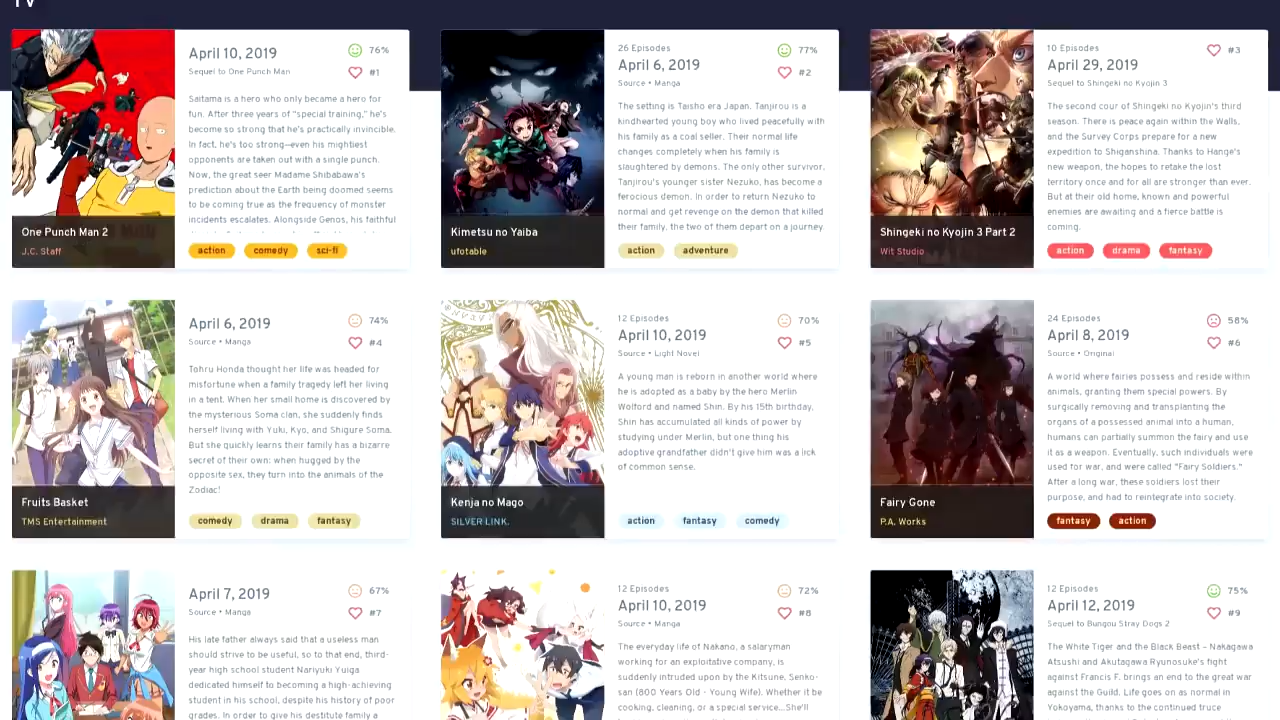 TV
April 10, 2019
76%
Sequel to One Punch Man
#1
Saitama is a hero who only became a hero for
fun. After three years of "special training," he's
become so strong that he's practically invincible.
In fact, he's too strong—even his mightiest
opponents are taken out with a single punch.
Now, the great seer Madame Shibabawa's
prediction about the Earth being doomed seems
to be coming true as the frequency of monster
incidents escalates. Alongside Genos, his faithful
One Punch Man 2
J.C. Staff
action comedy sci-fi
26 Episodes
77%
April 6, 2019
#2
Source • Manga
The setting is Taisho era Japan. Tanjirou is a
kindhearted young boy who lived peacefully with
his family as a coal seller. Their normal life
changes completely when his family is
slaughtered by demons. The only other survivor,
Tanjirou's younger sister Nezuko, has become a
ferocious demon. In order to return Nezuko to
normal and get revenge on the demon that killed
their family, the two of them depart on a journey.
Kimetsu no Yaiba
ufotable
action adventure
10 Episodes
#3
April 29, 2019
Sequel to Shingeki no Kyojin 3
The second cour of Shingeki no Kyojin's third
season. There is peace again within the Walls,
and the Survey Corps prepare for a new
expedition to Shiganshina. Thanks to Hange's
new weapon, the hopes to retake the lost
territory once and for all are stronger than ever.
But at their old home, known and powerful
enemies are awaiting and a fierce battle is
coming.
Shingeki no Kyojin 3 Part 2
Wit Studio
action drama fantasy
April 6, 2019
74%
Source • Manga
#4
Tohru Honda thought her life was headed for
misfortune when a family tragedy left her living
in a tent. When her small home is discovered by
the mysterious Soma clan, she suddenly finds
herself living with Yuki, Kyo, and Shigure Soma.
But she quickly learns their family has a bizarre
secret of their own: when hugged by the
opposite sex, they turn into the animals of the
Zodiac!
Fruits Basket
TMS Entertainment
comedy drama fantasy
12 Episodes
70%
April 10, 2019
#5
Source • Light Novel
A young man is reborn in another world where
he is adopted as a baby by the hero Merlin
Wolford and named Shin. By his 15th birthday,
Shin has accumulated all kinds of power by
studying under Merlin, but one thing his
adoptive grandfather didn't give him was a lick
of common sense.
Kenja no Mago
SILVER LINK.
action fantasy comedy
24 Episodes
58%
April 8, 2019
#6
Source • Original
A world where fairies possess and reside within
animals, granting them special powers. By
surgically removing and transplanting the
organs of a possessed animal into a human,
humans can partially summon the fairy and use
it as a weapon. Eventually, such individuals were
used for war, and were called "Fairy Soldiers."
After a long war, these soldiers lost their
purpose, and had to reintegrate into society.
Fairy Gone
P.A. Works
fantasy action
April 7, 2019
67%
Source • Manga
#7
His late father always said that a useless man
should strive to be useful, so to that end, third-
year high school student Nariyuki Yuiga
dedicated himself to becoming a high-achieving
student in his school, despite his history of poor
grades. In order to give his destitute family a
12 Episodes
72%
April 10, 2019
#8
Source • Manga
The everyday life of Nakano, a salaryman
working for an exploitative company, is
suddenly intruded upon by the Kitsune, Senko-
san (800 Years Old - Young Wife). Whether it be
cooking, cleaning, or a special service...She'll
12 Episodes
75%
April 12, 2019
#9
Sequel to Bungou Stray Dogs 2
The White Tiger and the Black Beast – Nakagawa
Atsushi and Akutagawa Ryunosuke's fight
against Francis F. brings an end to the great war
against the Guild. Life goes on as normal in
Yokoyama, thanks to the continued truce